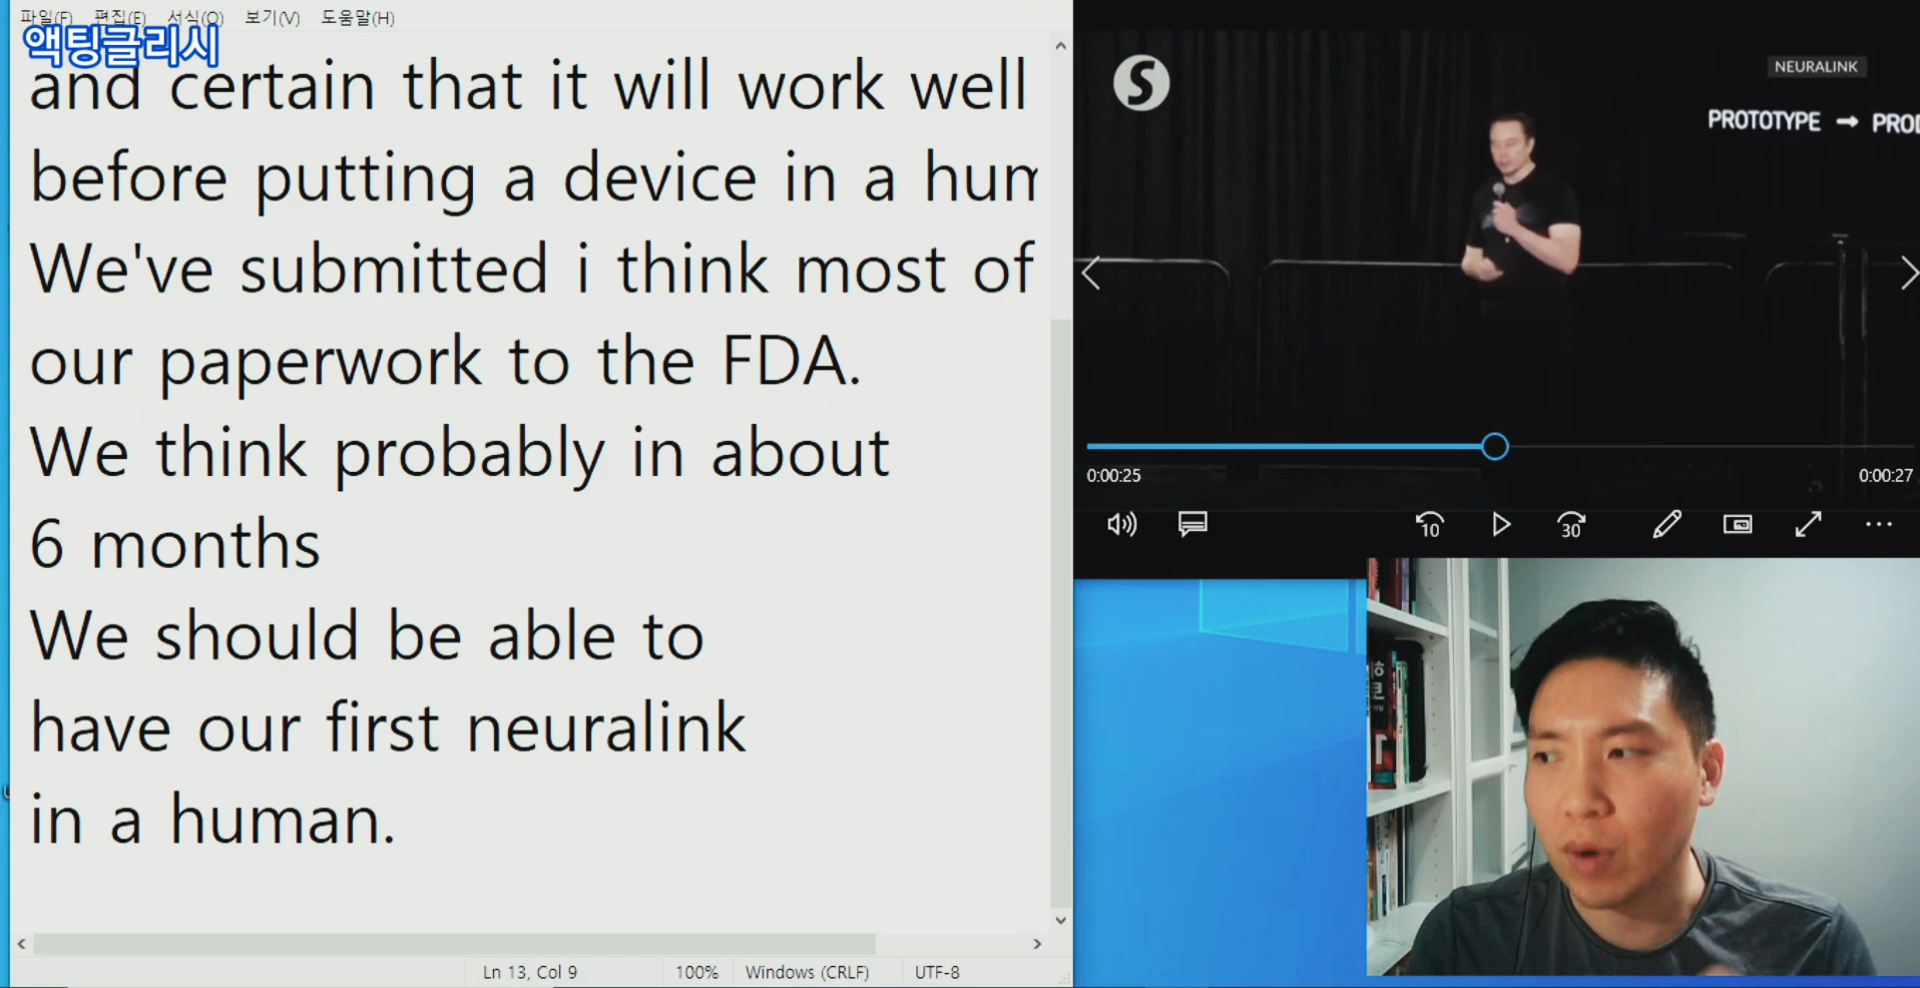 파일(F) 편집(E) 서식(O) 보기(V) 도움말(H)
액팅글리시
and certain that it will work well
before putting a device in a hum
We've submitted i think most of
our paperwork to the FDA.
We think probably in about
6 months
We should be able to
have our first neuralink
in a human.
Ln 13, Col 9 100% Windows (CRLF) UTF-8
S
NEURALINK
PROTOTYPE → PROD
0:00:25 0:00:27
10 30